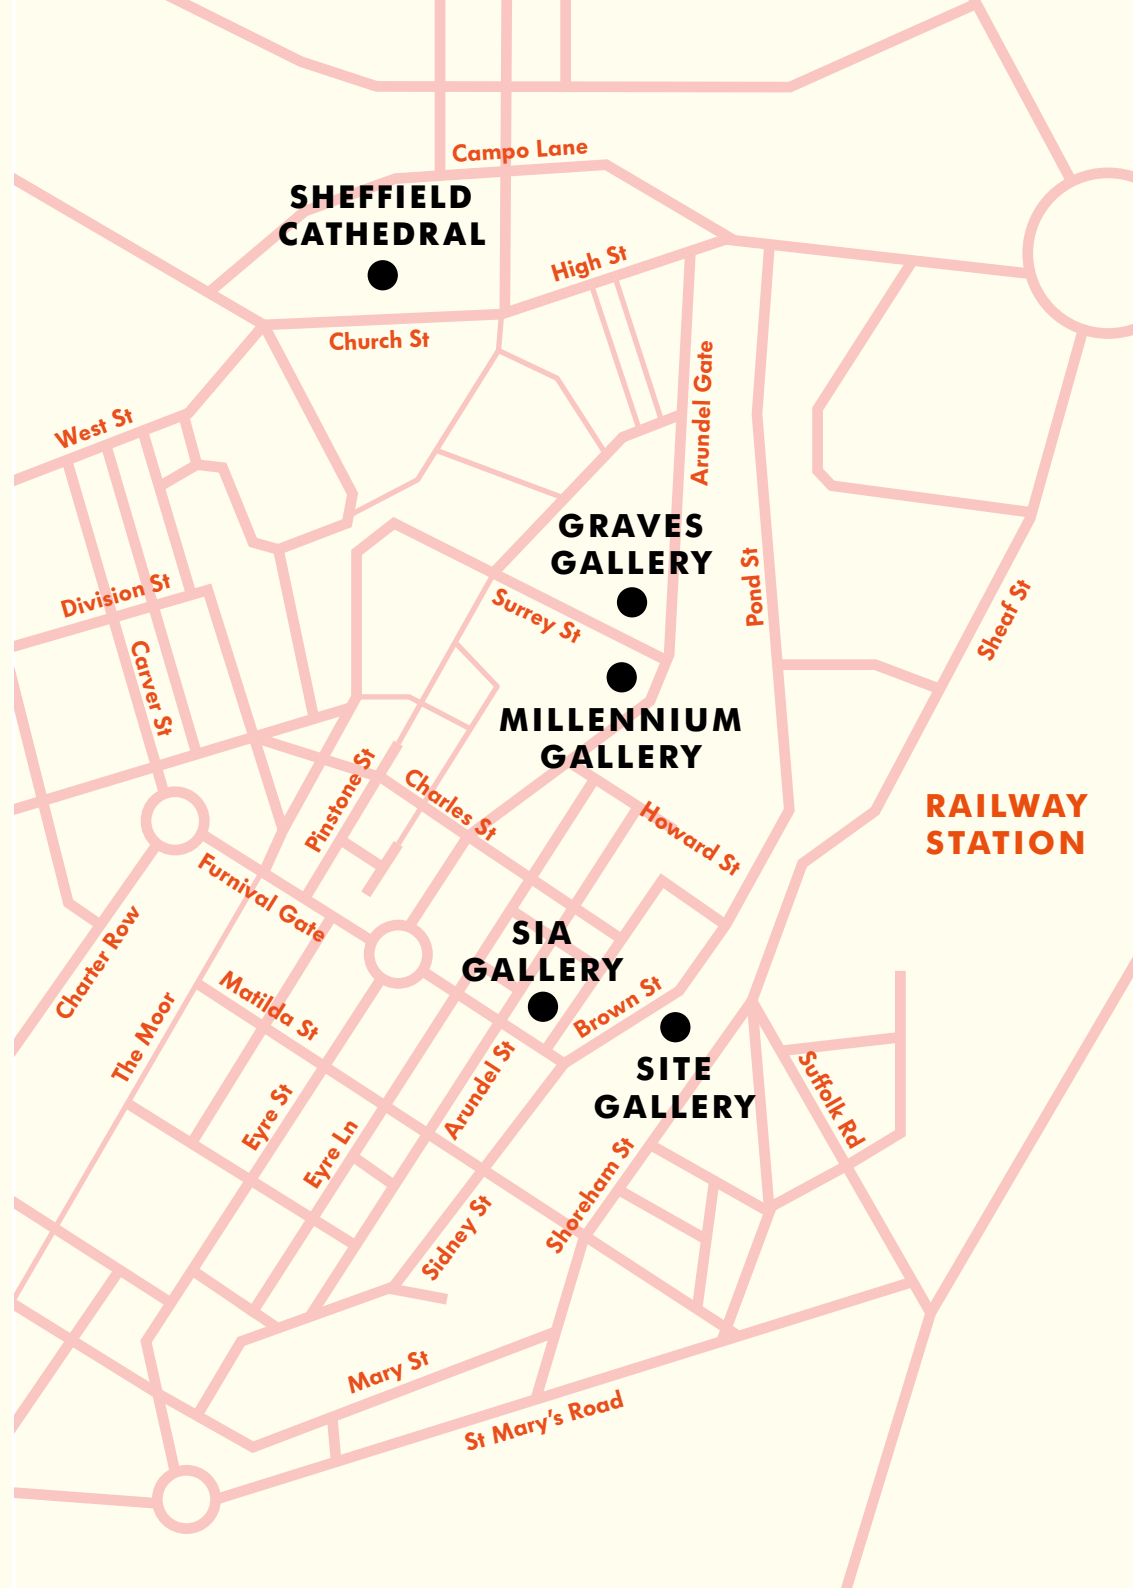 Campo Lane
SHEFFIELD
CATHEDRAL
High St
Church St
Arundel Gate
West St
GRAVES
GALLERY
Pond St
Division St
Surrey St
Sheaf St
Carver St
MILLENNIUM
GALLERY
Pinstone St
Charles St
Howard St
RAILWAY
STATION
Furnival Gate
Charter Row
SIA
GALLERY
Matilda St
Brown St
The Moor
SITE
GALLERY
Arundel St
Suffolk Rd
Eyre St
Eyre Ln
Shoreham St
Sidney St
Mary St
St Mary's Road